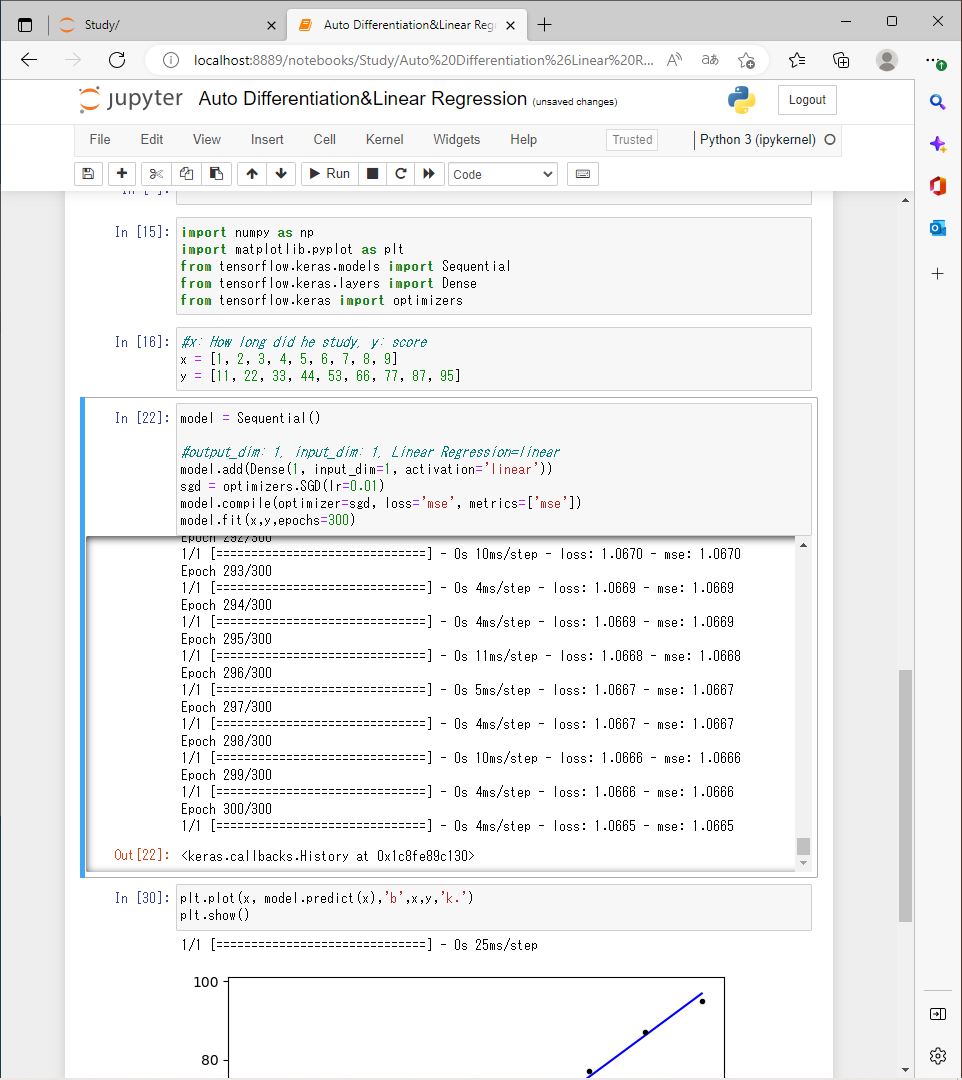 Study/
Auto Differentiation&Linear Regr
localhost:8889/notebooks/Study/Auto%20Differentiation%26Linear%20R...
jupyter Auto Differentiation&Linear Regression (unsaved changes)
Logout
File Edit View Insert Cell Kernel Widgets Help Trusted Python 3 (ipykernel)
Run Code
In [15]: import numpy as np
import matplotlib.pyplot as plt
from tensorflow.keras.models import Sequential
from tensorflow.keras.layers import Dense
from tensorflow.keras import optimizers
In [16]: #x: How long did he study, y: score
x = [1, 2, 3, 4, 5, 6, 7, 8, 9]
y = [11, 22, 33, 44, 53, 66, 77, 87, 95]
In [22]: model = Sequential()
#output_dim: 1, input_dim: 1, Linear Regression=linear
model.add(Dense(1, input_dim=1, activation='linear'))
sgd = optimizers.SGD(lr=0.01)
model.compile(optimizer=sgd, loss='mse', metrics=['mse'])
model.fit(x,y,epochs=300)
Epoch 292/300
1/1 [==============================] - 0s 10ms/step - loss: 1.0670 - mse: 1.0670
Epoch 293/300
1/1 [==============================] - 0s 4ms/step - loss: 1.0669 - mse: 1.0669
Epoch 294/300
1/1 [==============================] - 0s 4ms/step - loss: 1.0669 - mse: 1.0669
Epoch 295/300
1/1 [==============================] - 0s 11ms/step - loss: 1.0668 - mse: 1.0668
Epoch 296/300
1/1 [==============================] - 0s 5ms/step - loss: 1.0667 - mse: 1.0667
Epoch 297/300
1/1 [==============================] - 0s 4ms/step - loss: 1.0667 - mse: 1.0667
Epoch 298/300
1/1 [==============================] - 0s 10ms/step - loss: 1.0666 - mse: 1.0666
Epoch 299/300
1/1 [==============================] - 0s 4ms/step - loss: 1.0666 - mse: 1.0666
Epoch 300/300
1/1 [==============================] - 0s 4ms/step - loss: 1.0665 - mse: 1.0665
Out[22]: <keras.callbacks.History at 0x1c8fe89c130>
In [30]: plt.plot(x, model.predict(x),'b',x,y,'k.')
plt.show()
1/1 [==============================] - 0s 25ms/step
100
80